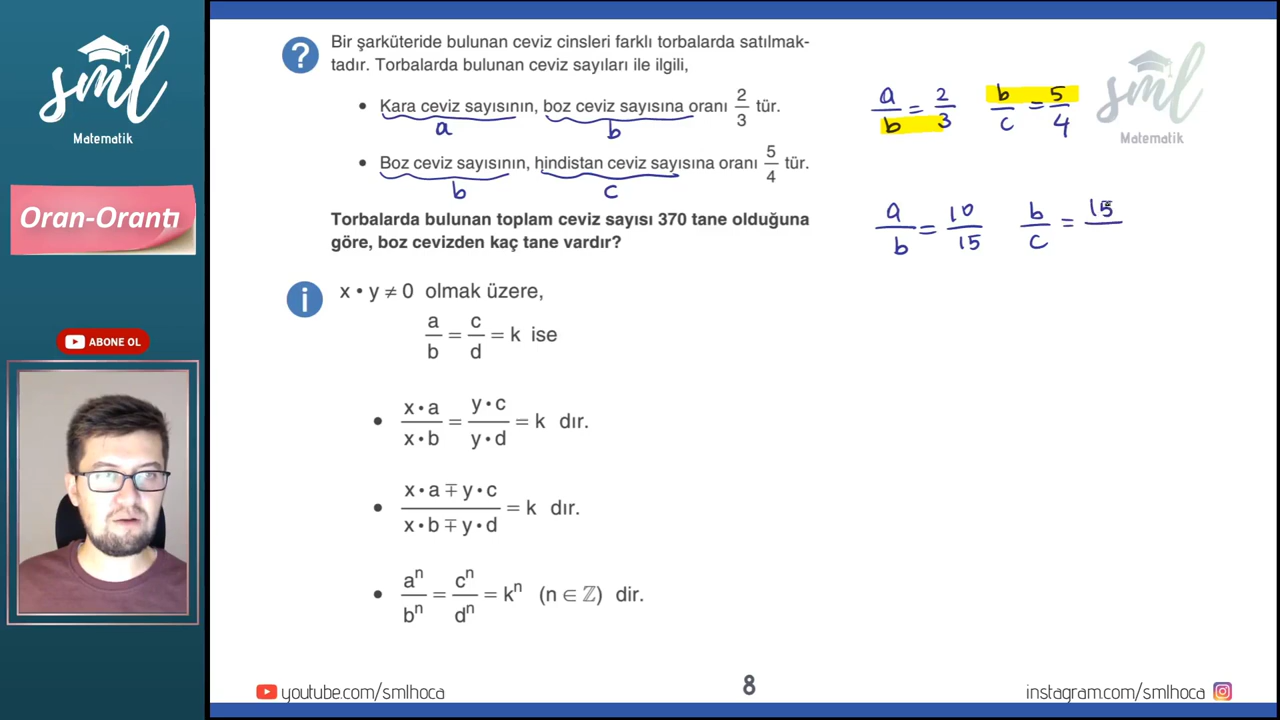 sml
Matematik
Oran-Orantı
ABONE OL
?
Bir şarküteride bulunan ceviz cinsleri farklı torbalarda satılmak-
tadır. Torbalarda bulunan ceviz sayıları ile ilgili,
• Kara ceviz sayısının, boz ceviz sayısına oranı 2/3 tür.
a b
• Boz ceviz sayısının, hindistan ceviz sayısına oranı 5/4 tür.
b c
Torbalarda bulunan toplam ceviz sayısı 370 tane olduğuna
göre, boz cevizden kaç tane vardır?
i
x • y ≠ 0 olmak üzere,
a/b = c/d = k ise
• x•a/x•b = y•c/y•d = k dır.
• x•a ∓ y•c/x•b ∓ y•d = k dır.
• aⁿ/bⁿ = cⁿ/dⁿ = kⁿ (n ∈ ℤ) dir.
a/b = 2/3 b/c = 5/4
a/b = 10/15 b/c = 15
sml
Matematik
youtube.com/smlhoca
8
instagram.com/smlhoca